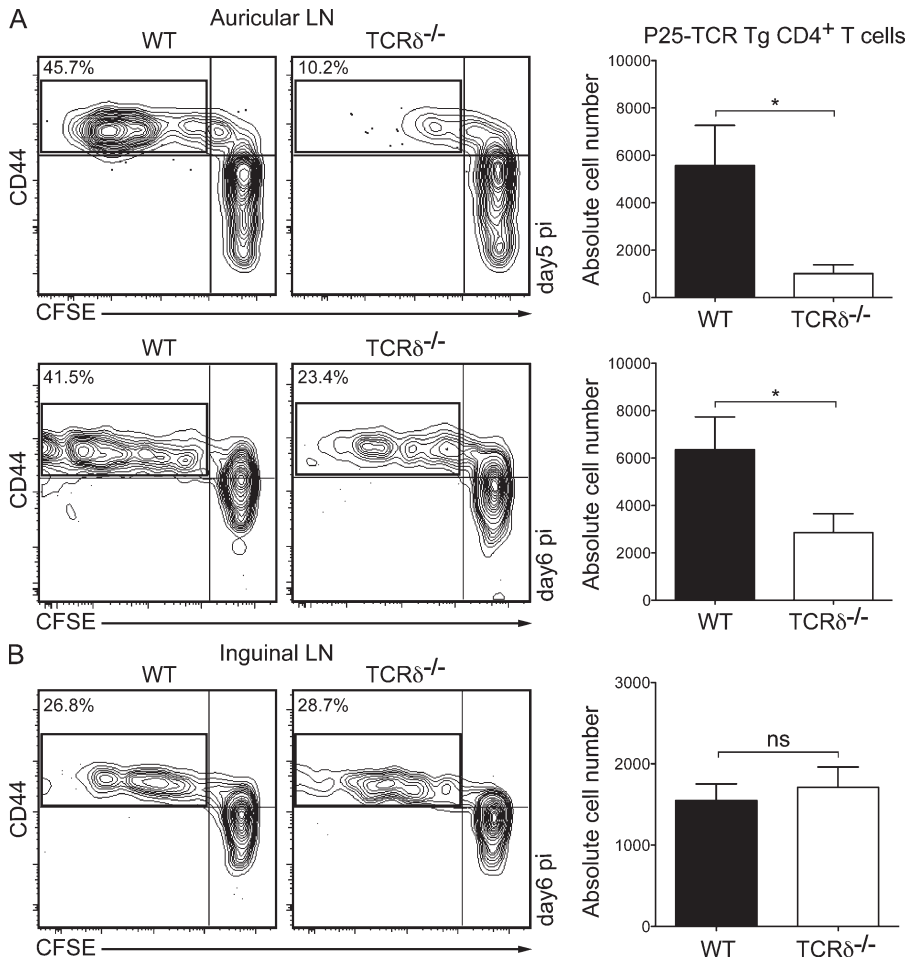 A
Auricular LN
WT
TCRδ-/-
P25-TCR Tg CD4+ T cells
45.7%
10.2%
CD44
CFSE
day5 pi
Absolute cell number
10000
8000
6000
4000
2000
0
*
WT
TCRδ-/-
WT
TCRδ-/-
41.5%
23.4%
CD44
CFSE
day6 pi
Absolute cell number
10000
8000
6000
4000
2000
0
*
WT
TCRδ-/-
B
Inguinal LN
WT
TCRδ-/-
26.8%
28.7%
CD44
CFSE
day6 pi
Absolute cell number
3000
2000
1000
0
ns
WT
TCRδ-/-